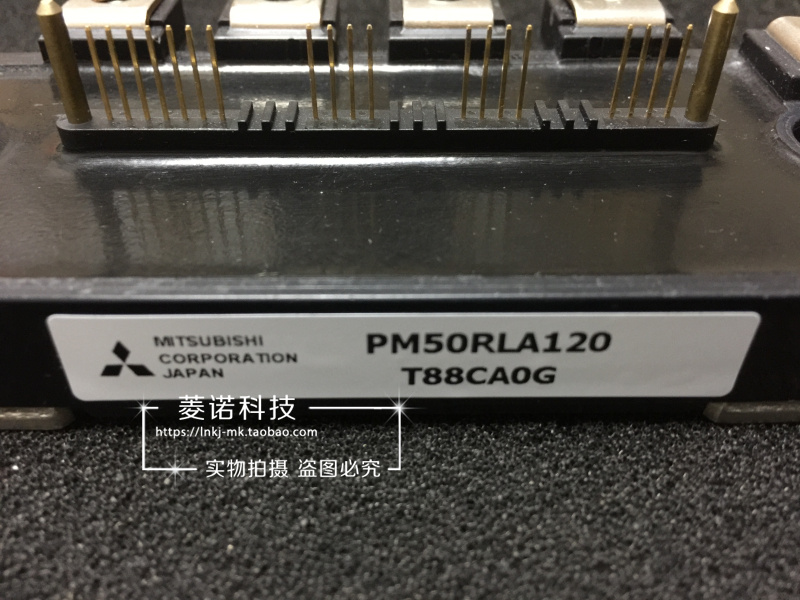 MITSUBISHI
CORPORATION
JAPAN
PM50RLA120
T88CA0G
菱诺科技
https://lnkj-mk.taobao.com
实物拍摄 盗图必究